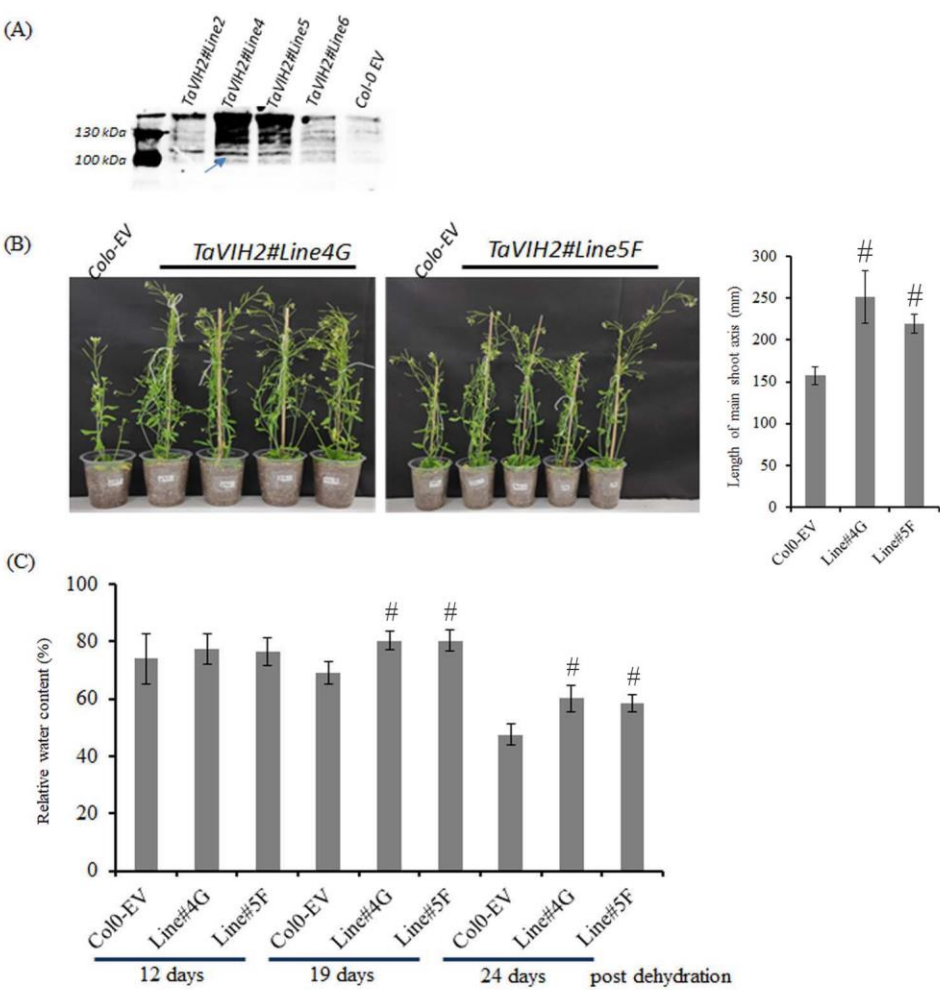 (A)
TaVIH2#Line2
TaVIH2#Line4
TaVIH2#Line5
TaVIH2#Line6
Col-0 EV
130 kDa
100 kDa
(B)
Colo-EV
TaVIH2#Line4G
Colo-EV
TaVIH2#Line5F
Length of main shoot axis (mm)
300
250
200
150
100
50
0
# #
Col0-EV
Line#4G
Line#5F
(C)
Relative water content (%)
100
80
60
40
20
0
# # # #
Col0-EV
Line#4G
Line#5F
Col0-EV
Line#4G
Line#5F
Col0-EV
Line#4G
Line#5F
12 days 19 days 24 days post dehydration